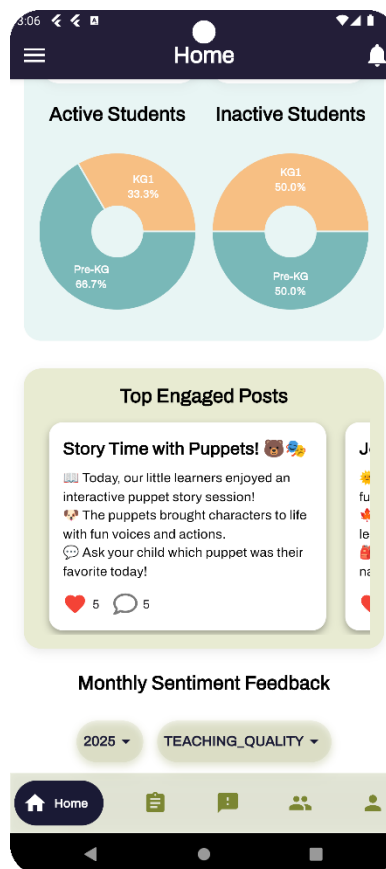 3:06
Home
Active Students
Inactive Students
KG1
33.3%
Pre-KG
66.7%
KG1
50.0%
Pre-KG
50.0%
Top Engaged Posts
Story Time with Puppets! 🐻🎭
📖 Today, our little learners enjoyed an
interactive puppet story session!
🐶 The puppets brought characters to life
with fun voices and actions.
💬 Ask your child which puppet was their
favorite today!
5
5
Monthly Sentiment Feedback
2025
TEACHING_QUALITY
Home